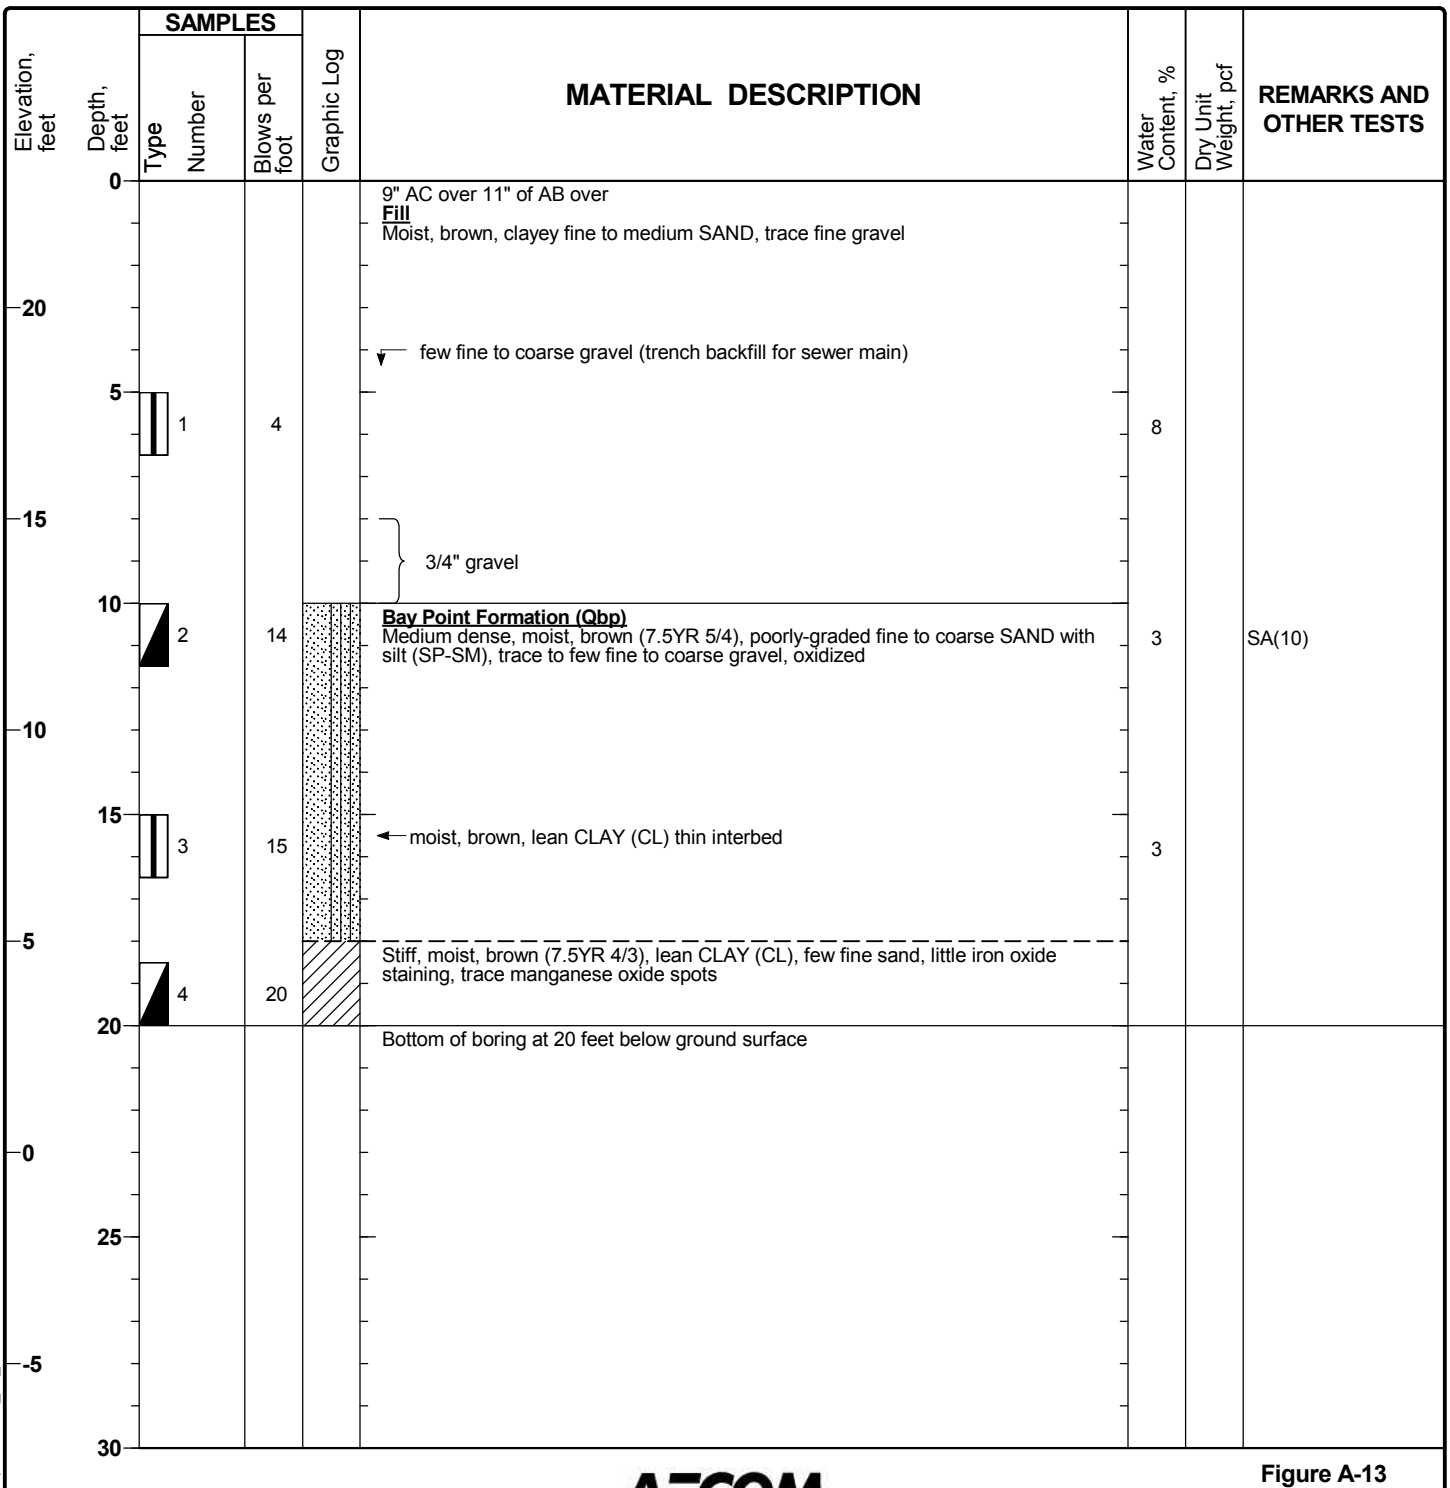 SAMPLES
Elevation,
feet
Depth,
feet
Type
Number
Blows per
foot
Graphic Log
MATERIAL DESCRIPTION
Water
Content, %
Dry Unit
Weight, pcf
REMARKS AND
OTHER TESTS
0
9" AC over 11" of AB over
Fill
Moist, brown, clayey fine to medium SAND, trace fine gravel
20
few fine to coarse gravel (trench backfill for sewer main)
5
1 4 8
15
3/4" gravel
10
Bay Point Formation (Qbp)
2 14 Medium dense, moist, brown (7.5YR 5/4), poorly-graded fine to coarse SAND with 3 SA(10)
silt (SP-SM), trace to few fine to coarse gravel, oxidized
10
15
moist, brown, lean CLAY (CL) thin interbed
3 15 3
5
Stiff, moist, brown (7.5YR 4/3), lean CLAY (CL), few fine sand, little iron oxide
staining, trace manganese oxide spots
4 20
20
Bottom of boring at 20 feet below ground surface
0
25
-5
30
Figure A-13
AECOM